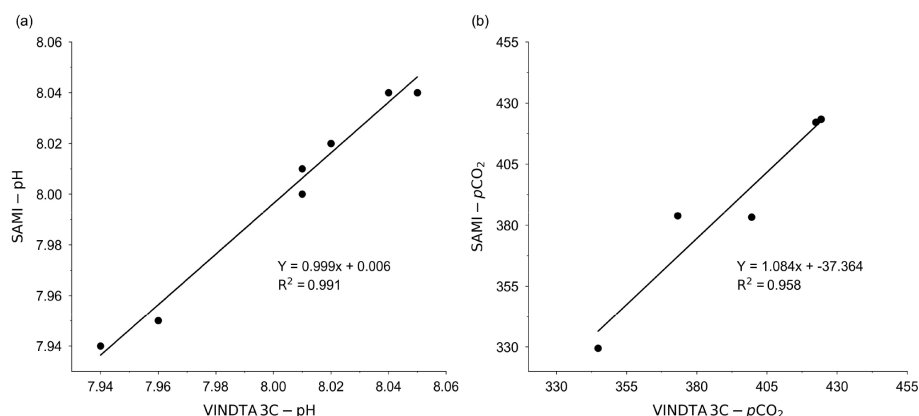 (a)
8.06
8.04
8.02
8.00
7.98
7.96
7.94
SAMI – pH
Y = 0.999x + 0.006
R² = 0.991
7.94 7.96 7.98 8.00 8.02 8.04 8.06
VINDTA 3C – pH
(b)
455
430
405
380
355
330
SAMI – pCO₂
Y = 1.084x + -37.364
R² = 0.958
330 355 380 405 430 455
VINDTA 3C – pCO₂